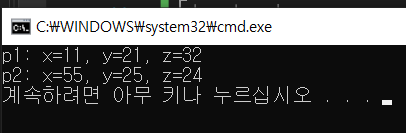 C:₩WINDOWS₩system32₩cmd.exe
p1: x=11, y=21, z=32
p2: x=55, y=25, z=24
계속하려면 아무 키나 누르십시오 . . .